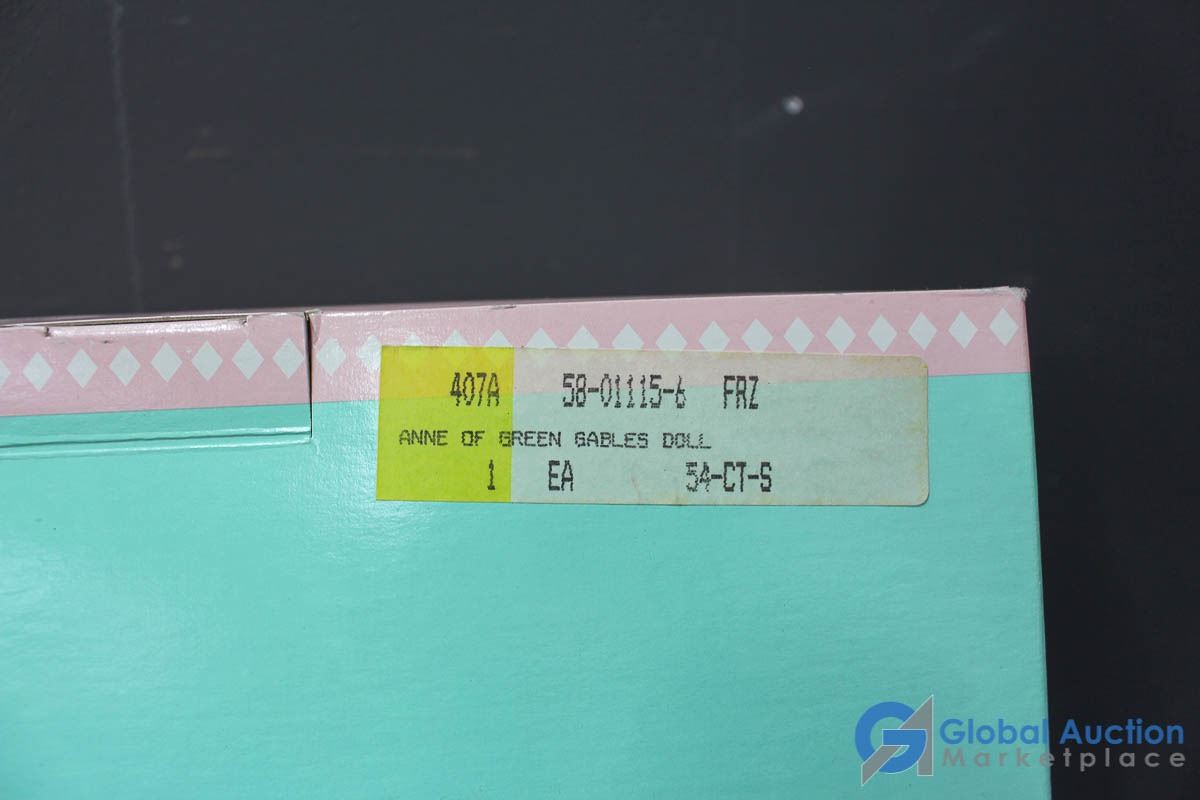 407A 58-01115-6 FRZ
ANNE OF GREEN GABLES DOLL
1 EA 54-CT-S
Global Auction
Marketplace